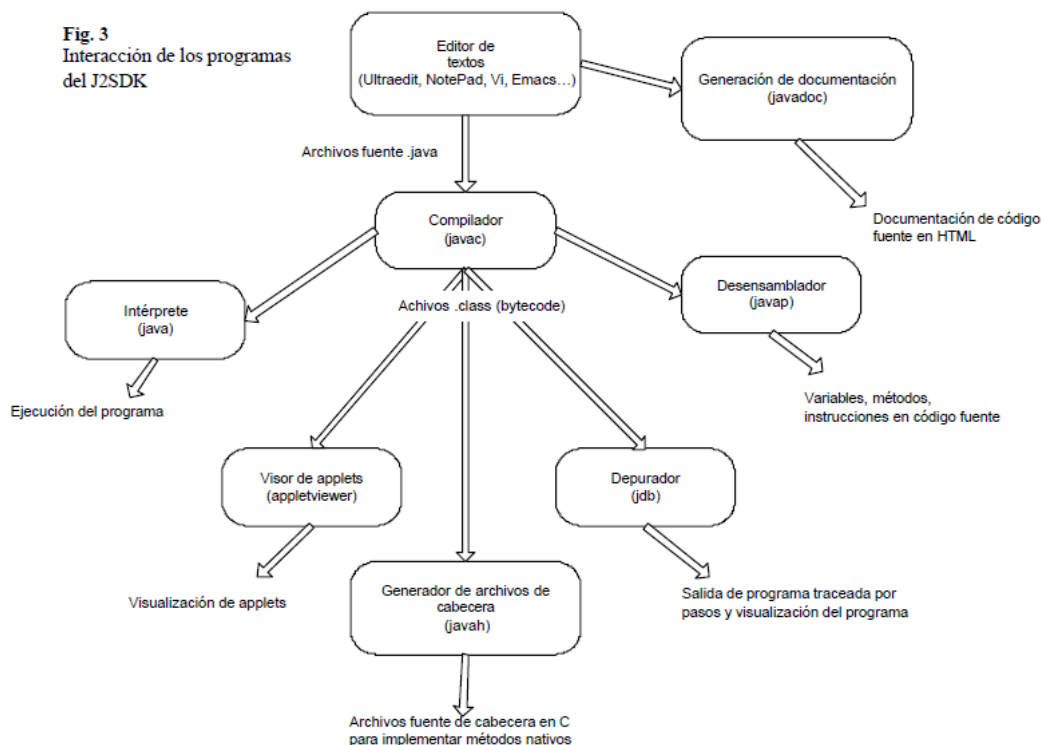 Fig. 3
Interacción de los programas
del J2SDK
Editor de
textos
(Ultraedit, NotePad, Vi, Emacs…)
Generación de documentación
(javadoc)
Archivos fuente .java
Documentación de código
fuente en HTML
Compilador
(javac)
Desensamblador
(javap)
Achivos .class (bytecode)
Intérprete
(java)
Ejecución del programa
Variables, métodos,
instrucciones en código fuente
Visor de applets
(appletviewer)
Depurador
(jdb)
Visualización de applets
Generador de archivos de
cabecera
(javah)
Salida de programa traceada por
pasos y visualización del programa
Archivos fuente de cabecera en C
para implementar métodos nativos